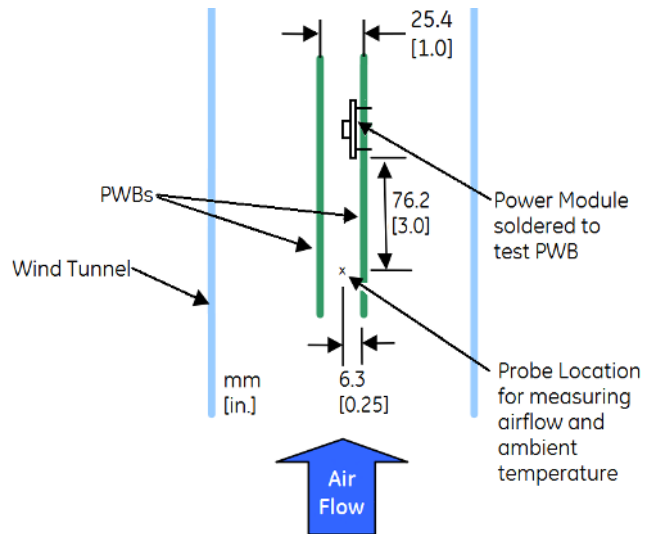 25.4
[1.0]
PWBs
76.2
[3.0]
Power Module
soldered to
test PWB
Wind Tunnel
x
mm
[in.]
6.3
[0.25]
Probe Location
for measuring
airflow and
ambient
temperature
Air
Flow